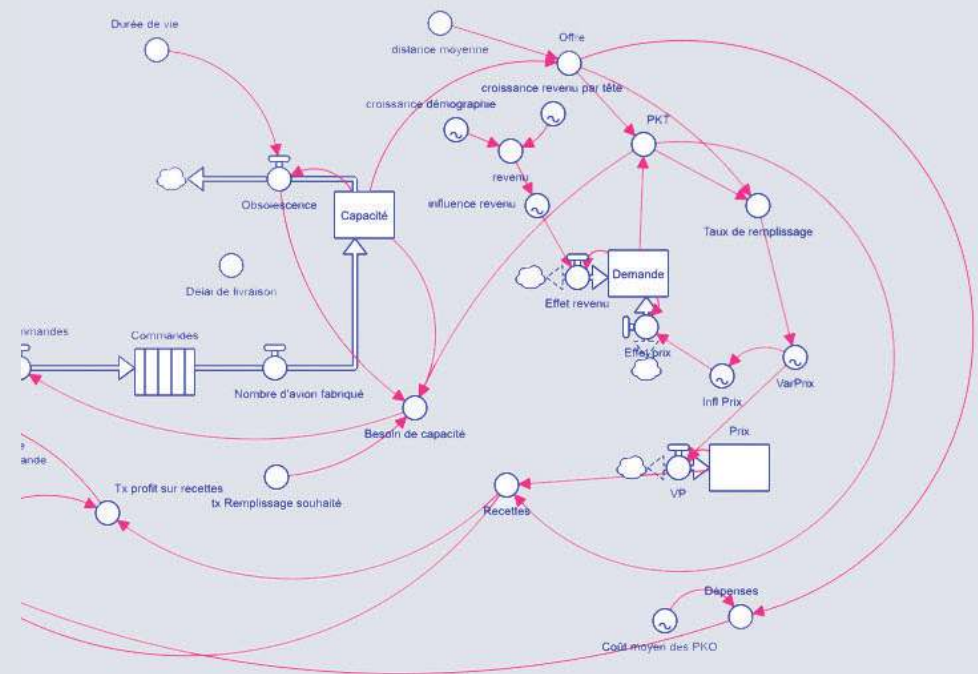 Durée de vie
distance moyenne
Offre
croissance revenu par tête
croissance démographie
PKT
revenu
influence revenu
Obsolescence
Capacité
Taux de remplissage
Délai de livraison
Demande
Effet revenu
Effet prix
mmandes
Commandes
Nombre d'avion fabriqué
Infl Prix
VarPrix
Besoin de capacité
Prix
e
ande
Tx profit sur recettes
tx Remplissage souhaité
VP
Recettes
Dépenses
Coût moyen des PKO